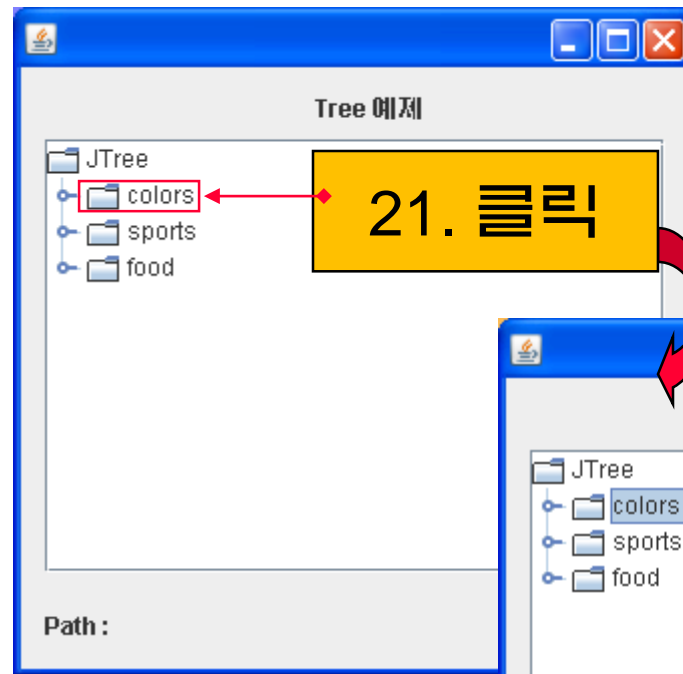 Tree 예제
JTree
colors
sports
food
21. 클릭
Path :
JTree
colors
sports
food